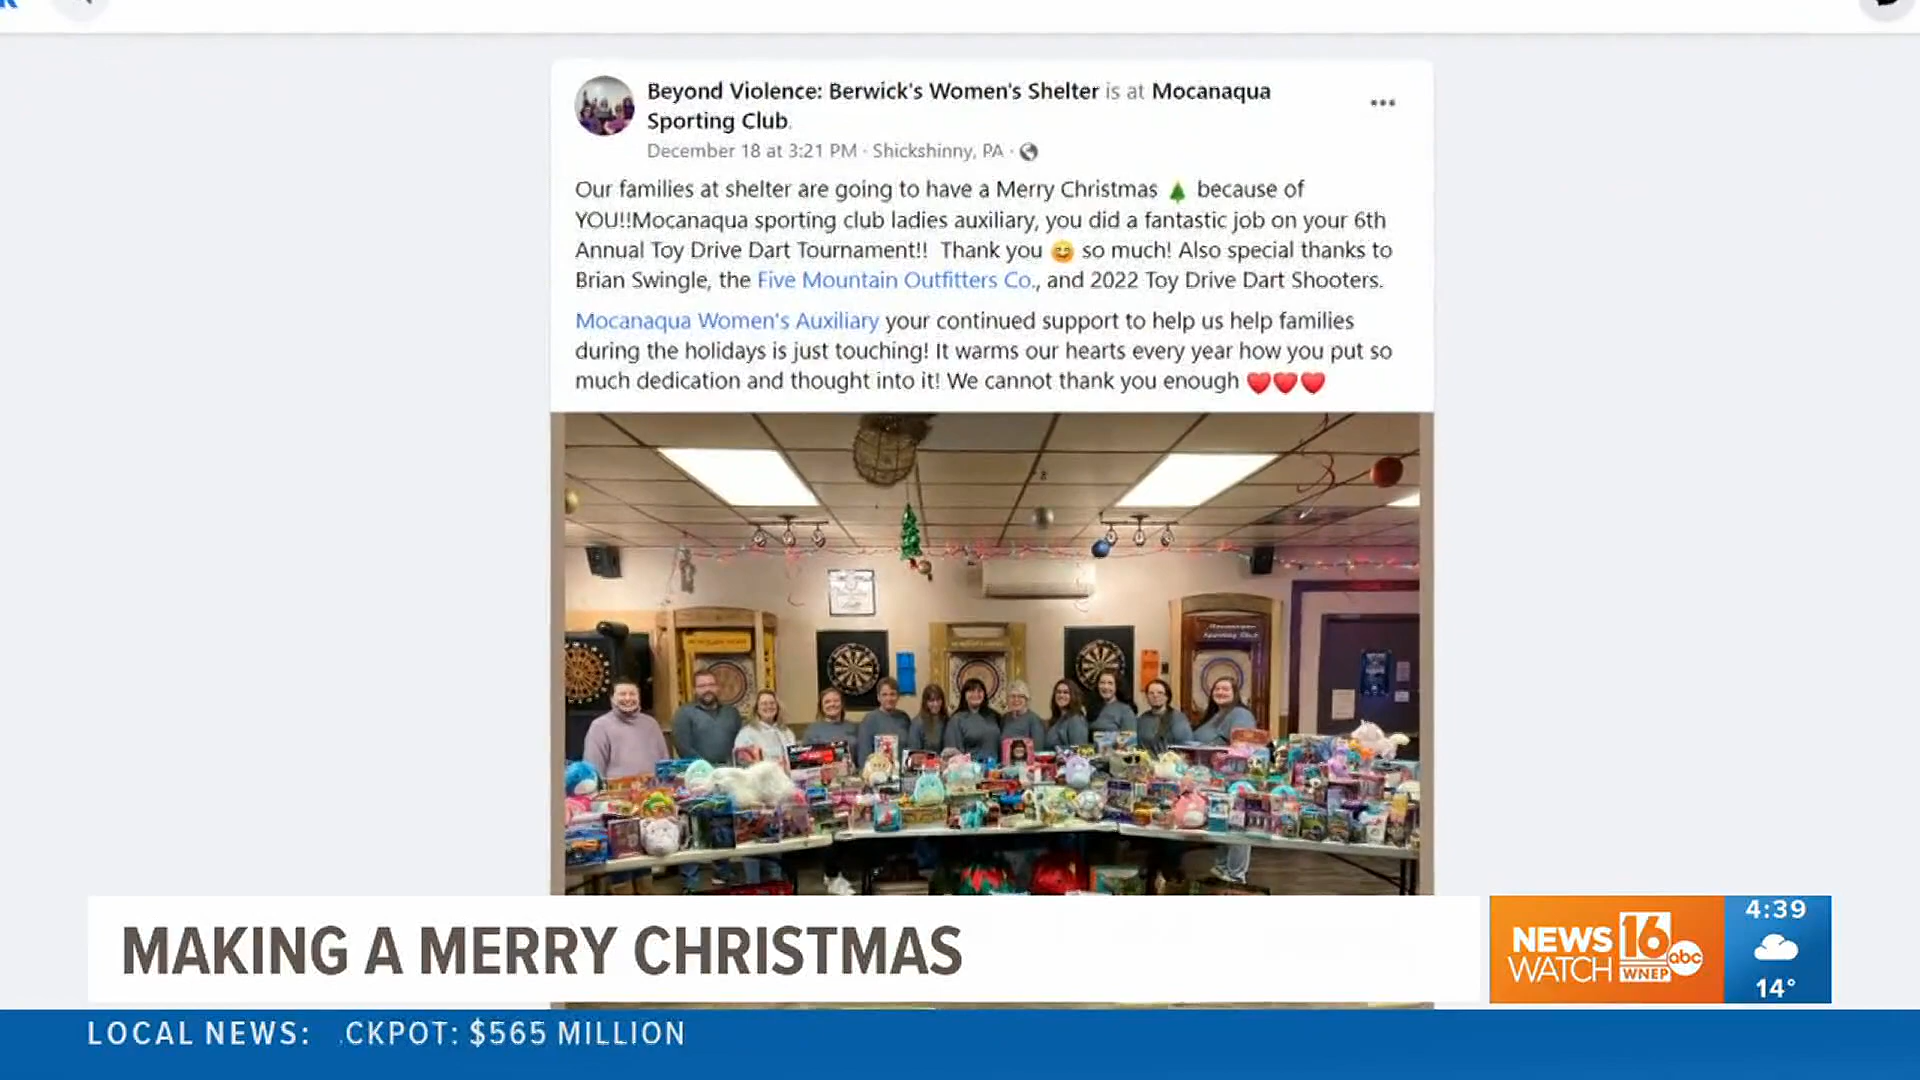 Beyond Violence: Berwick's Women's Shelter is at Mocanaqua
Sporting Club.
December 18 at 3:21 PM · Shickshinny, PA ·
Our families at shelter are going to have a Merry Christmas 🎄 because of
YOU!!Mocanaqua sporting club ladies auxiliary, you did a fantastic job on your 6th
Annual Toy Drive Dart Tournament!! Thank you 😊 so much! Also special thanks to
Brian Swingle, the Five Mountain Outfitters Co., and 2022 Toy Drive Dart Shooters.
Mocanaqua Women's Auxiliary your continued support to help us help families
during the holidays is just touching! It warms our hearts every year how you put so
much dedication and thought into it! We cannot thank you enough ❤️❤️❤️
MAKING A MERRY CHRISTMAS
NEWS
WATCH
16
WNEP
abc
4:39
14°
LOCAL NEWS: CKPOT: $565 MILLION